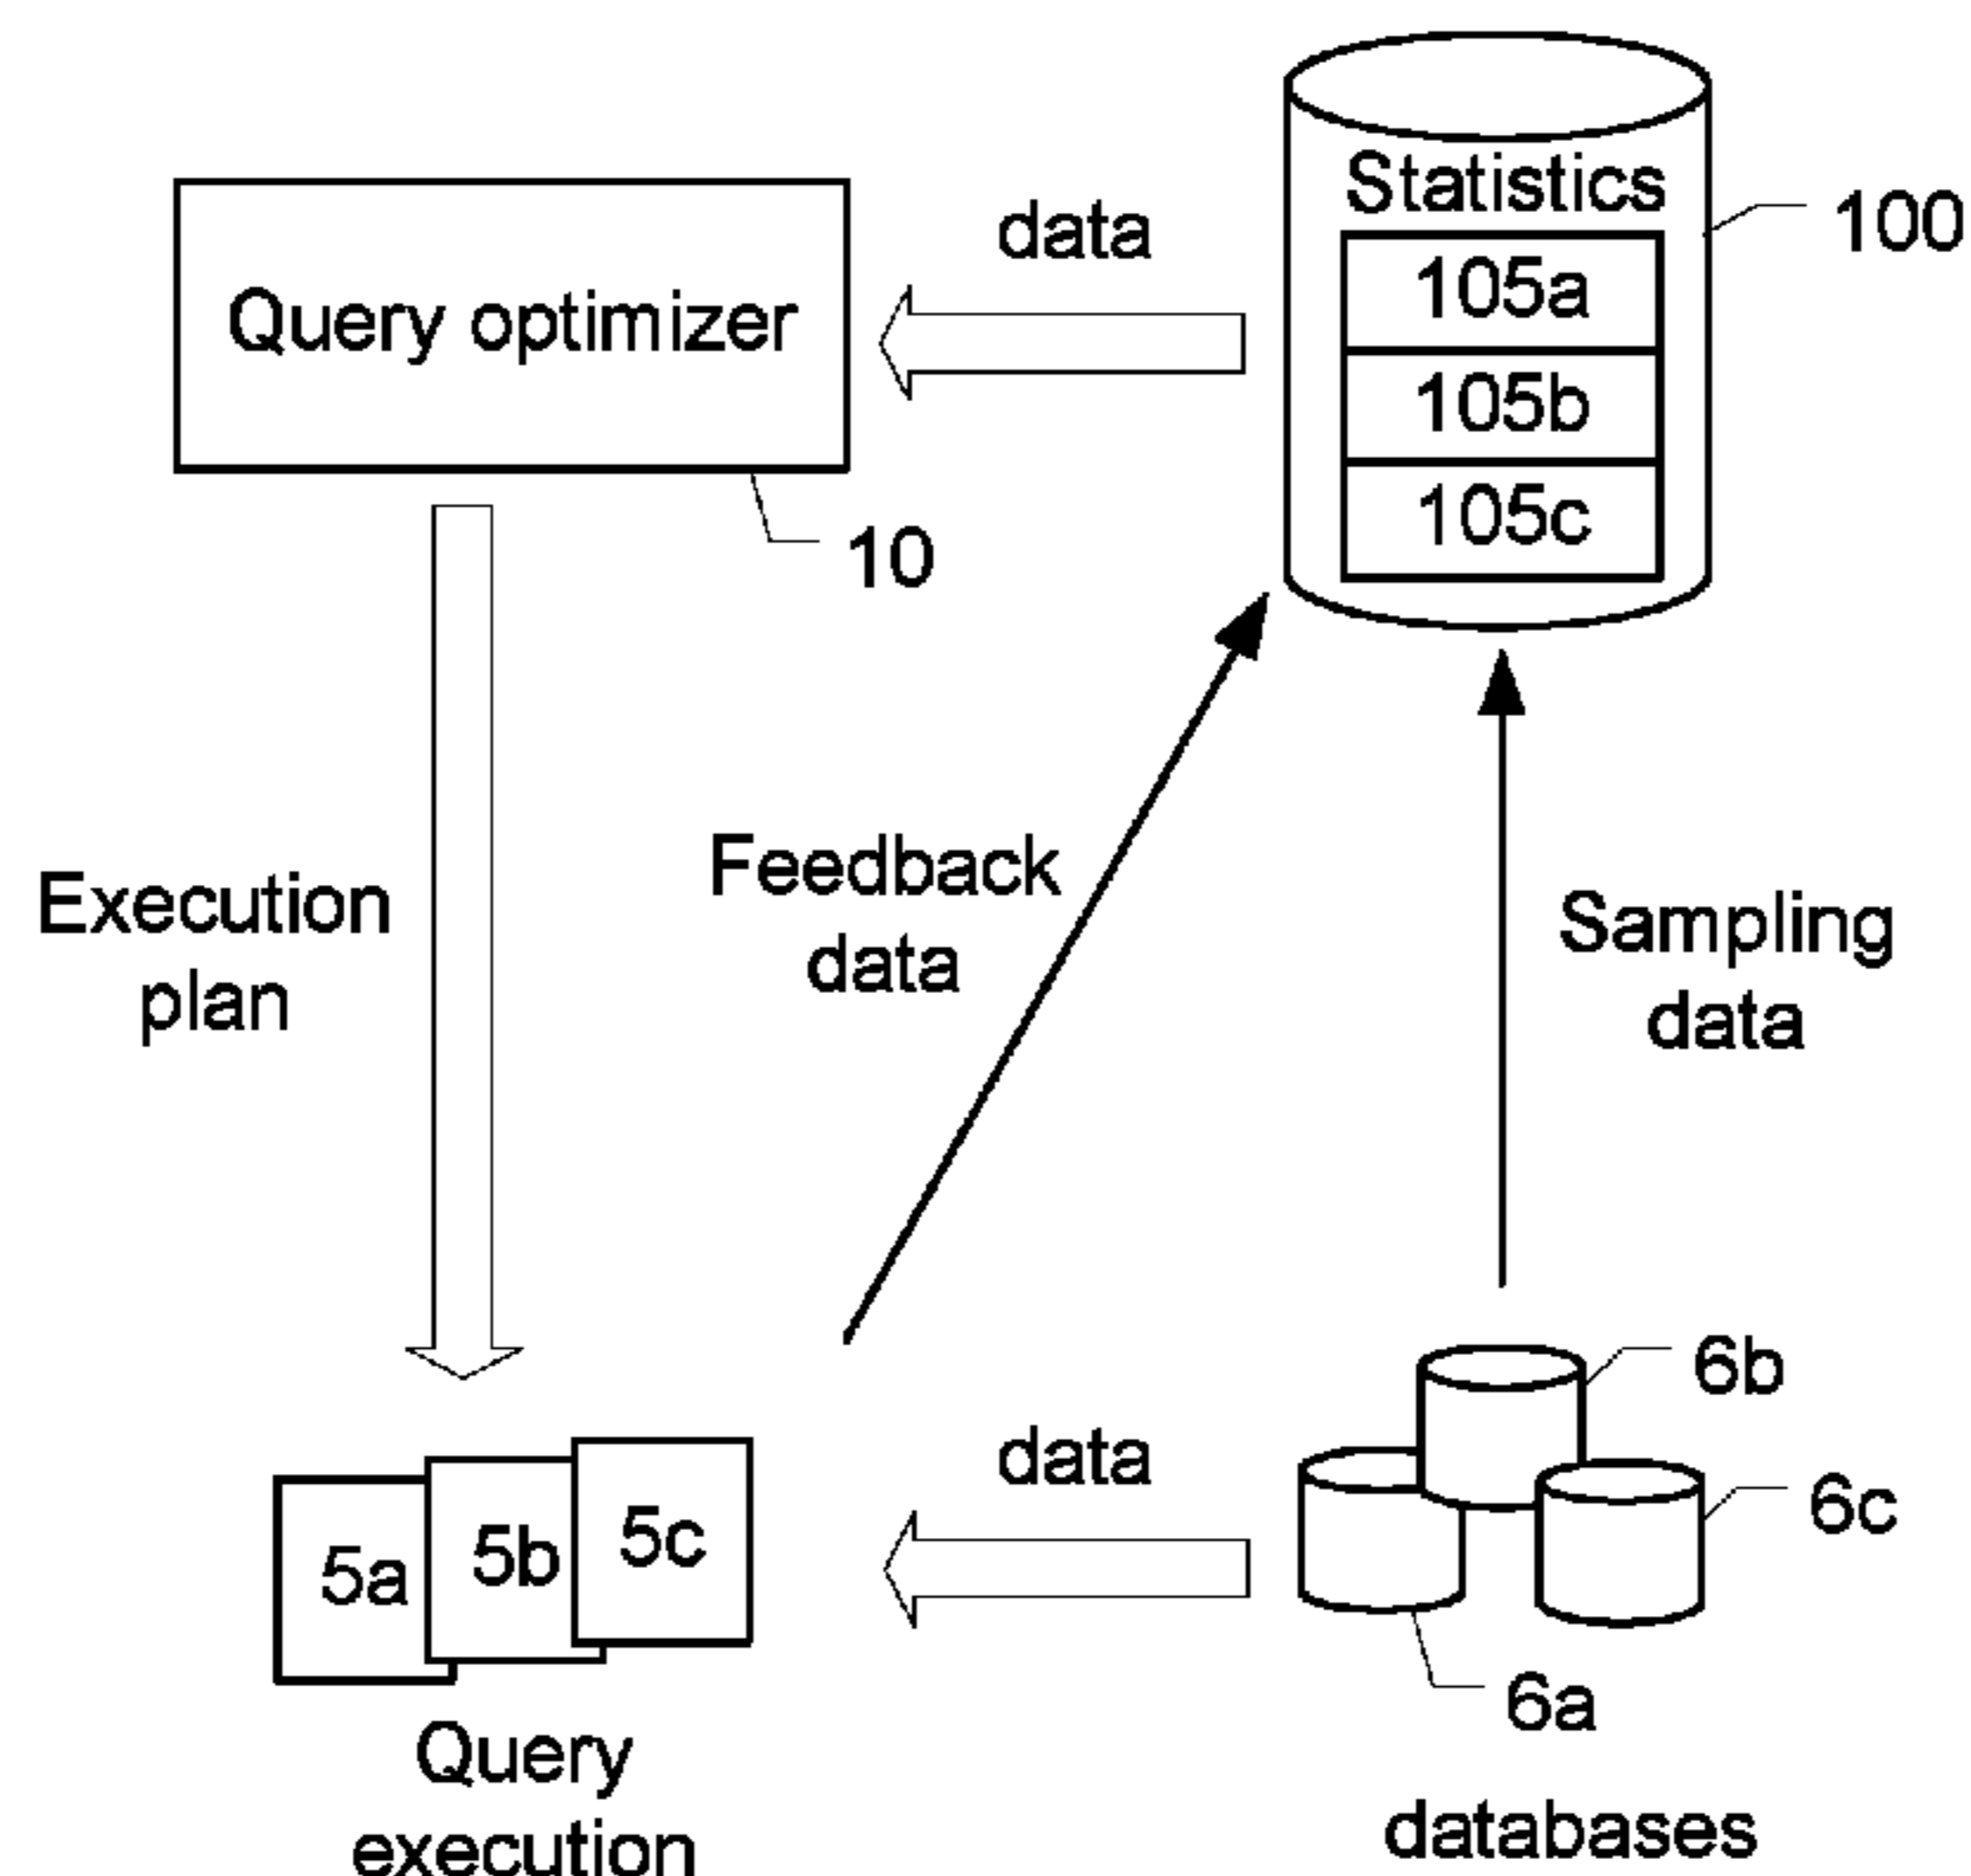 Statistics
100
data
105a
Query optimizer
105b
105c
10
Feedback
data
Execution
plan
Sampling
data
6b
data
6c
5c
5b
5a
6a
Query
execution
databases